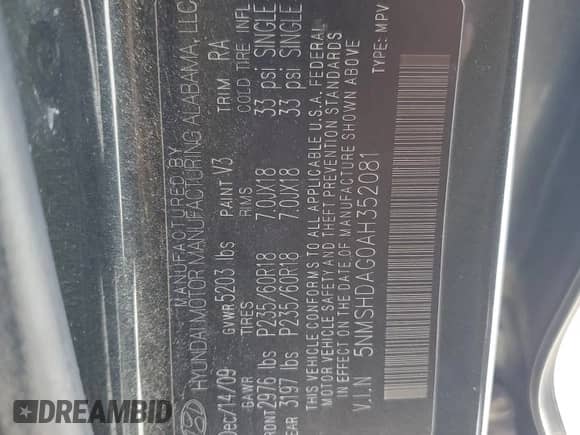 MANUFACTURED BY
HYUNDAI MOTOR MANUFACTURING ALABAMA, LLC
Dec/14/09 GVWR 5203 lbs PAINT V3 TRIM RA
GAWR TIRES RIMS COLD TIRE INFL
FRONT 2976 lbs P235/60R18 7.0JX18 33 psi SINGLE
REAR 3197 lbs P235/60R18 7.0JX18 33 psi SINGLE
THIS VEHICLE CONFORMS TO ALL APPLICABLE U.S.A. FEDERAL
MOTOR VEHICLE SAFETY AND THEFT PREVENTION STANDARDS
IN EFFECT ON THE DATE OF MANUFACTURE SHOWN ABOVE
V.I.N 5NMSHDAG0AH352081 TYPE: MPV
DREAMBID